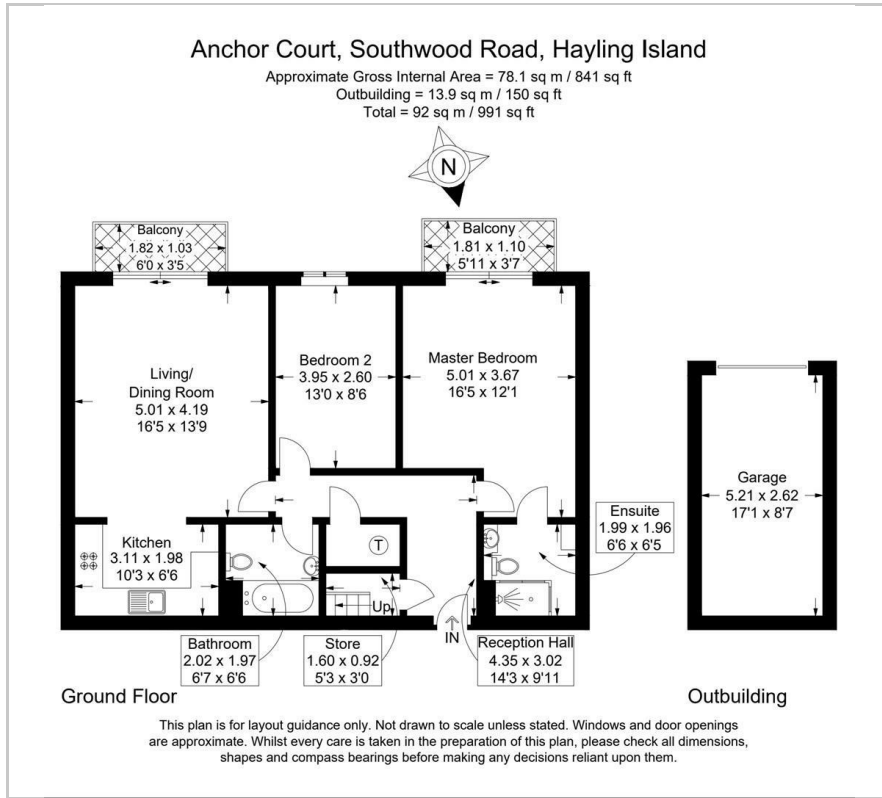 Anchor Court, Southwood Road, Hayling Island
Approximate Gross Internal Area = 78.1 sq m / 841 sq ft
Outbuilding = 13.9 sq m / 150 sq ft
Total = 92 sq m / 991 sq ft
N
Balcony
1.82 x 1.03
6'0 x 3'5
Balcony
1.81 x 1.10
5'11 x 3'7
Living/
Dining Room
5.01 x 4.19
16'5 x 13'9
Bedroom 2
3.95 x 2.60
13'0 x 8'6
Master Bedroom
5.01 x 3.67
16'5 x 12'1
Garage
5.21 x 2.62
17'1 x 8'7
Kitchen
3.11 x 1.98
10'3 x 6'6
T
Ensuite
1.99 x 1.96
6'6 x 6'5
Up
IN
Bathroom
2.02 x 1.97
6'7 x 6'6
Store
1.60 x 0.92
5'3 x 3'0
Reception Hall
4.35 x 3.02
14'3 x 9'11
Ground Floor
Outbuilding
This plan is for layout guidance only. Not drawn to scale unless stated. Windows and door openings
are approximate. Whilst every care is taken in the preparation of this plan, please check all dimensions,
shapes and compass bearings before making any decisions reliant upon them.